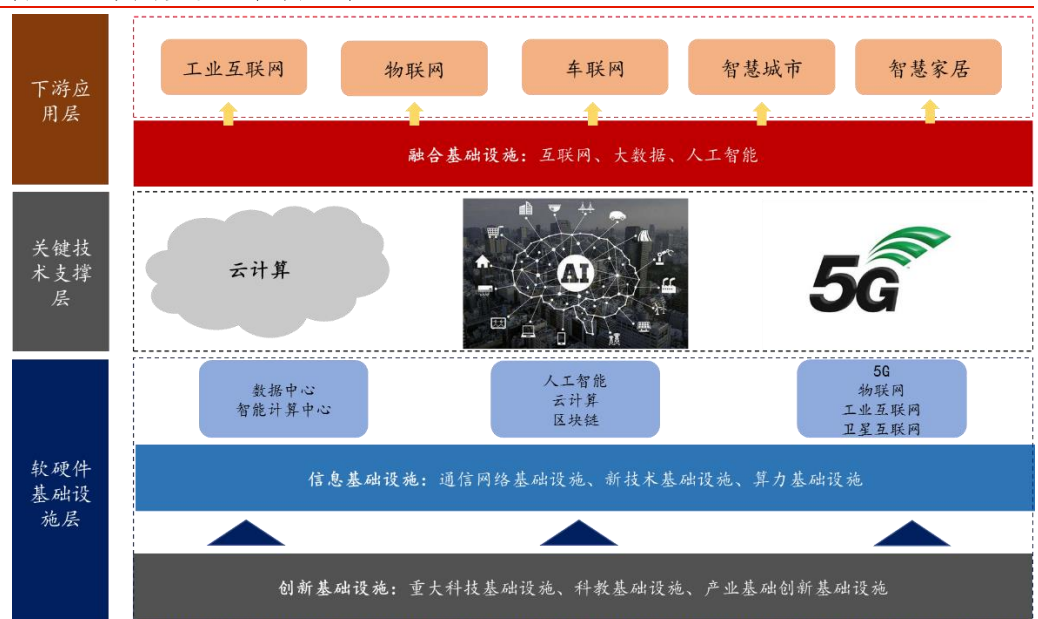 下游应
用层
工业互联网
物联网
车联网
智慧城市
智慧家居
融合基础设施：互联网、大数据、人工智能
关键技
术支撑
层
云计算
AI
5G
软硬件
基础设
施层
数据中心
智能计算中心
人工智能
云计算
区块链
5G
物联网
工业互联网
卫星互联网
信息基础设施：通信网络基础设施、新技术基础设施、算力基础设施
创新基础设施：重大科技基础设施、科教基础设施、产业基础创新基础设施